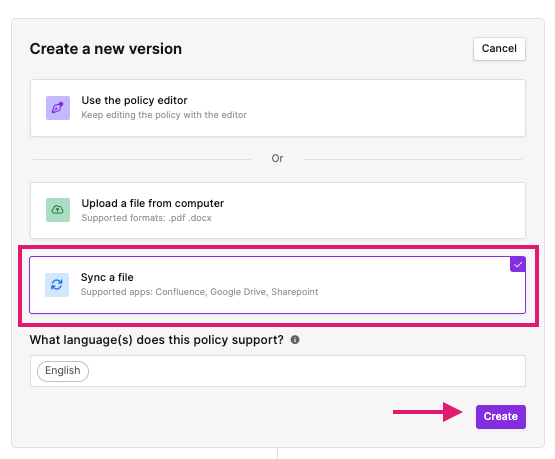 Create a new version
Cancel
Use the policy editor
Keep editing the policy with the editor
Or
Upload a file from computer
Supported formats: .pdf .docx
Sync a file
Supported apps: Confluence, Google Drive, Sharepoint
What language(s) does this policy support?
English
Create